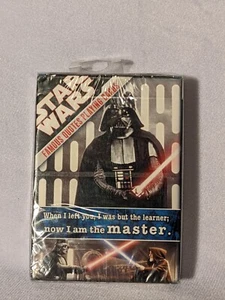 STAR
WARS
FAMOUS QUOTES PLAYING CARDS
When I left you, I was but the learner;
now I am the master.